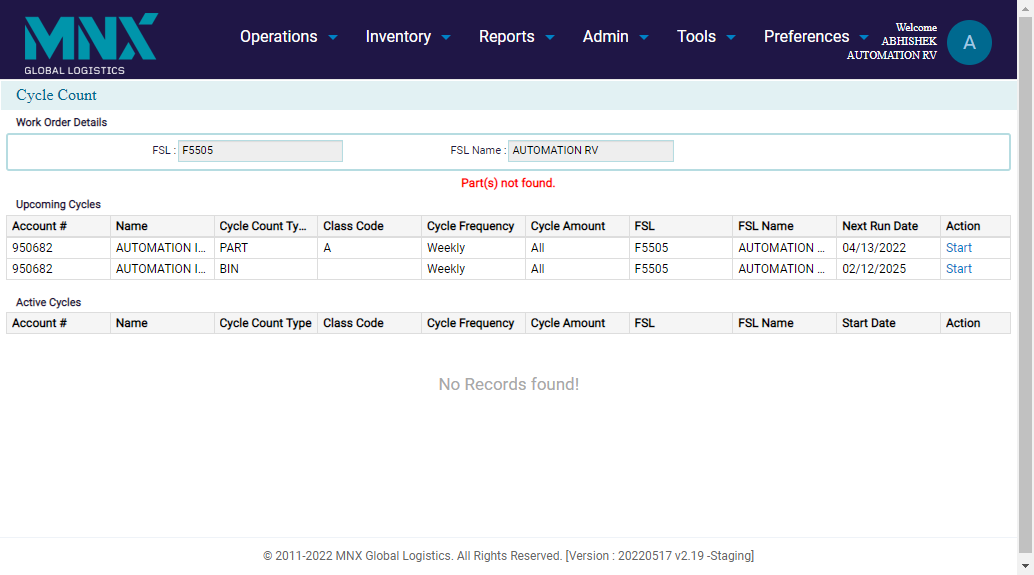 MNX
GLOBAL LOGISTICS
Operations Inventory Reports Admin Tools Preferences
Welcome
ABHISHEK
AUTOMATION RV
A
Cycle Count
Work Order Details
FSL : F5505 FSL Name : AUTOMATION RV
Part(s) not found.
Upcoming Cycles
Account # Name Cycle Count Ty... Class Code Cycle Frequency Cycle Amount FSL FSL Name Next Run Date Action
950682 AUTOMATION I... PART A Weekly All F5505 AUTOMATION ... 04/13/2022 Start
950682 AUTOMATION I... BIN Weekly All F5505 AUTOMATION ... 02/12/2025 Start
Active Cycles
Account # Name Cycle Count Type Class Code Cycle Frequency Cycle Amount FSL FSL Name Start Date Action
No Records found!
© 2011-2022 MNX Global Logistics. All Rights Reserved. [Version : 20220517 v2.19 -Staging]